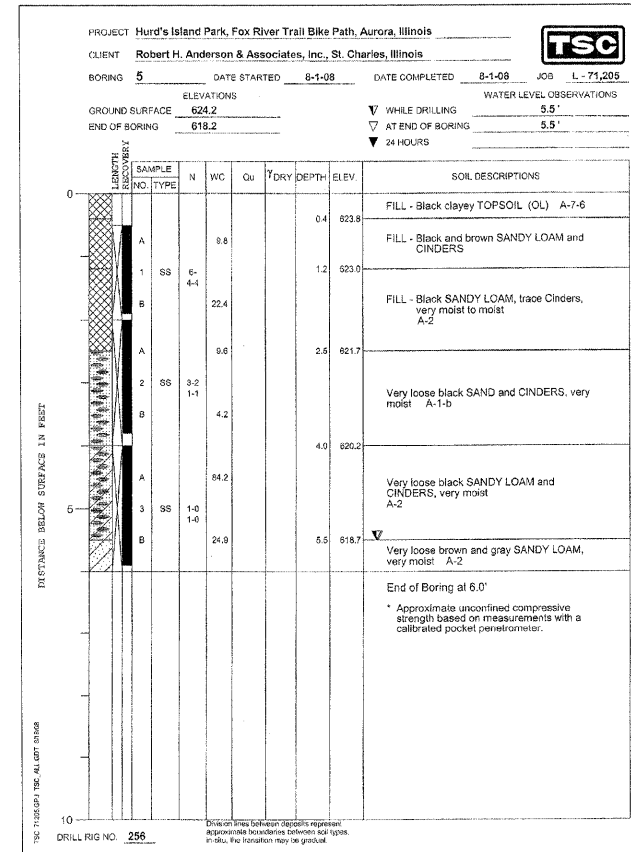 PROJECT Hurd's Island Park, Fox River Trail Bike Path, Aurora, Illinois
TSC
CLIENT Robert H. Anderson & Associates, Inc., St. Charles, Illinois
BORING 5 DATE STARTED 8-1-08 DATE COMPLETED 8-1-08 JOB L - 71,205
ELEVATIONS WATER LEVEL OBSERVATIONS
GROUND SURFACE 624.2 WHILE DRILLING 5.5 '
END OF BORING 618.2 AT END OF BORING 5.5 '
24 HOURS
LENGTH
RECOVERY
SAMPLE
NO. TYPE N WC Qu γDRY DEPTH ELEV. SOIL DESCRIPTIONS
0
FILL - Black clayey TOPSOIL (OL) A-7-6
0.4 623.8
A 9.8 FILL - Black and brown SANDY LOAM and
CINDERS
1 SS 6- 1.2 623.0
4-4
B 22.4 FILL - Black SANDY LOAM, trace Cinders,
very moist to moist
A-2
A 9.6 2.5 621.7
2 SS 3-2
1-1
Very loose black SAND and CINDERS, very
moist A-1-b
B 4.2
4.0 620.2
A 84.2 Very loose black SANDY LOAM and
CINDERS, very moist
A-2
5 3 SS 1-0
1-0
B 24.9 5.5 618.7
Very loose brown and gray SANDY LOAM,
very moist A-2
End of Boring at 6.0'
* Approximate unconfined compressive
strength based on measurements with a
calibrated pocket penetrometer.
10
DISTANCE BELOW SURFACE IN FEET
TSC 71205.GPJ TSC_ALL.GDT 8/18/08
DRILL RIG NO. 256
Division lines between deposits represent
approximate boundaries between soil types.
in-situ, the transition may be gradual.